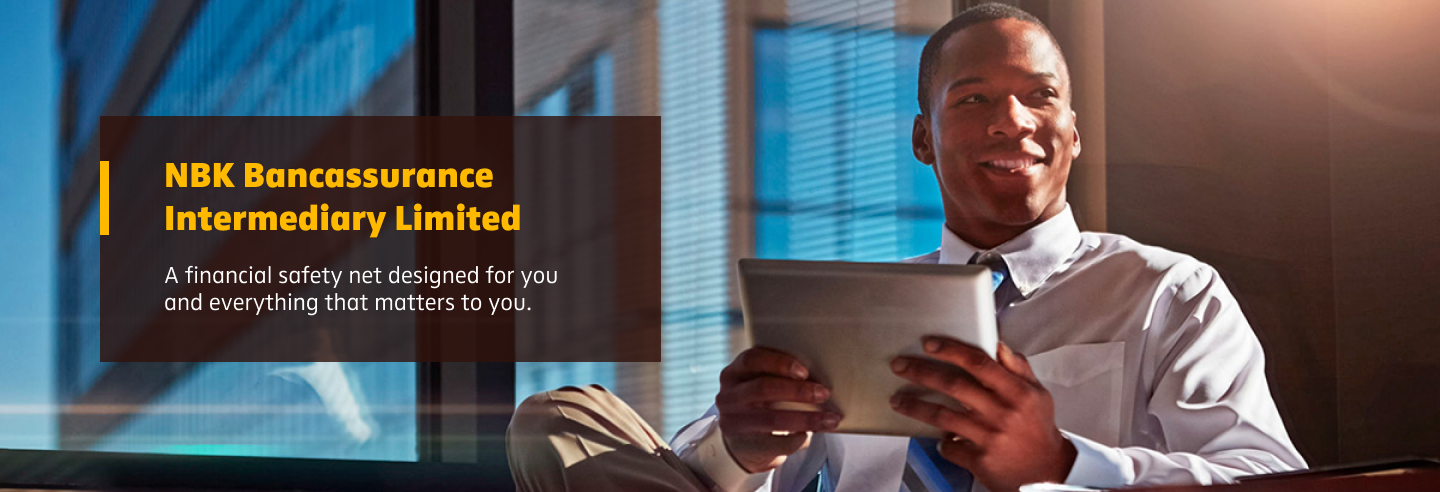 NBK Bancassurance
Intermediary Limited
A financial safety net designed for you
and everything that matters to you.